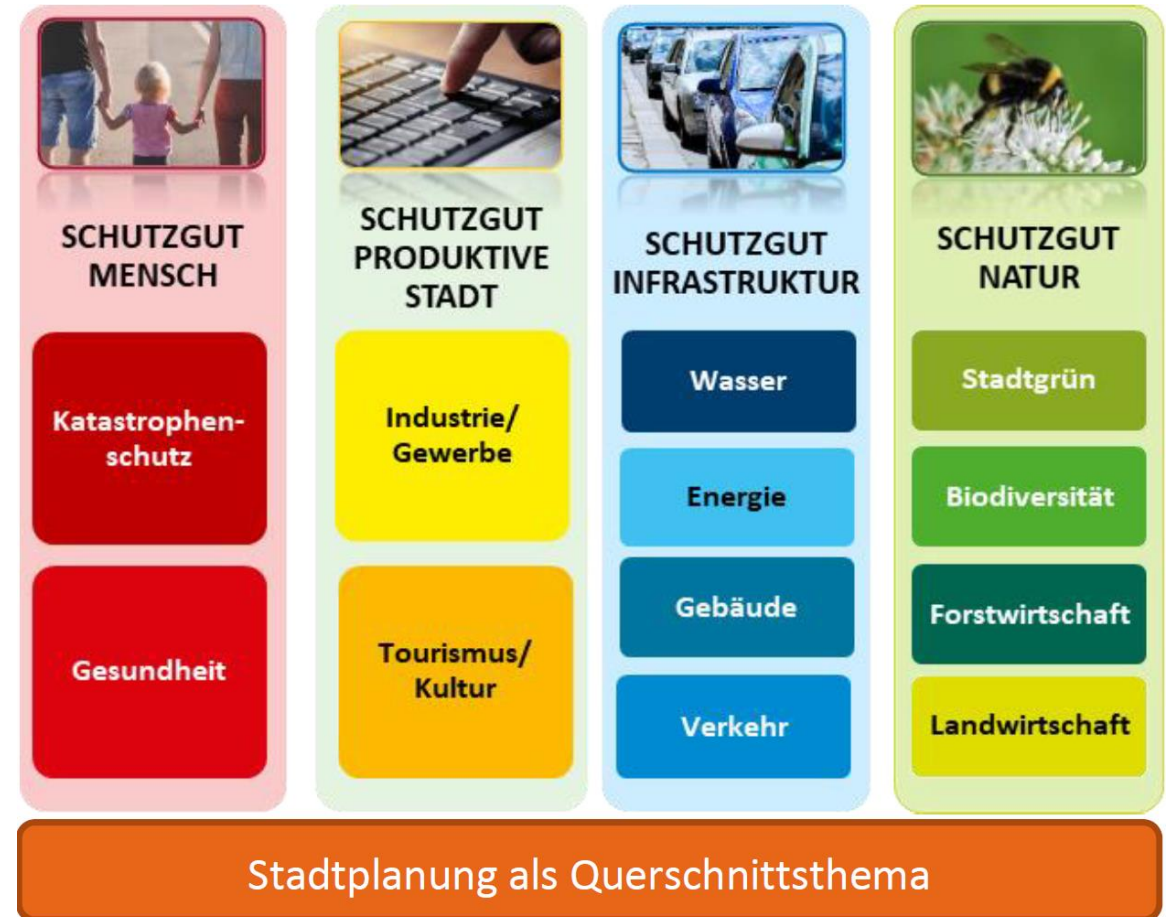 SCHUTZGUT
MENSCH
Katastrophen-
schutz
Gesundheit
SCHUTZGUT
PRODUKTIVE
STADT
Industrie/
Gewerbe
Tourismus/
Kultur
SCHUTZGUT
INFRASTRUKTUR
Wasser
Energie
Gebäude
Verkehr
SCHUTZGUT
NATUR
Stadtgrün
Biodiversität
Forstwirtschaft
Landwirtschaft
Stadtplanung als Querschnittsthema